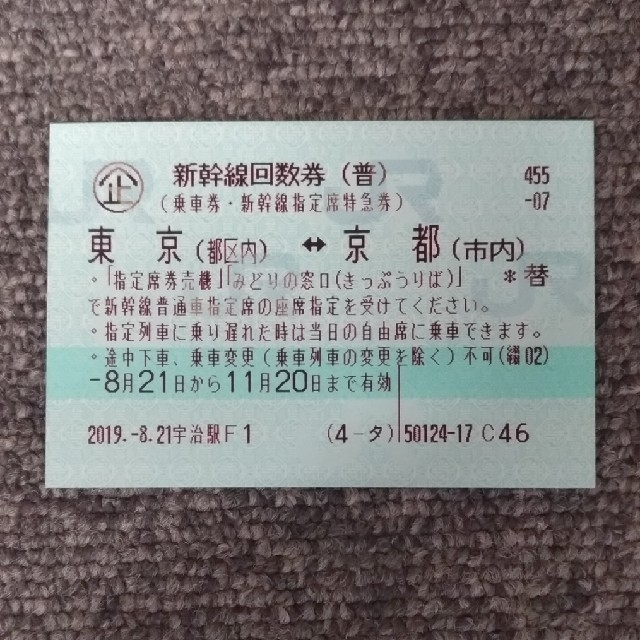 企 新幹線回数券（普） 455
（乗車券・新幹線指定席特急券） -07
東 京（都区内） ↔ 京 都（市内）
・「指定席券売機」「みどりの窓口(きっぷうりば)」 ＊替
で新幹線普通車指定席の座席指定を受けてください。
・指定列車に乗り遅れた時は当日の自由席に乗車できます。
・途中下車、乗車変更（乗車列車の変更を除く）不可(綴02)
-8月21日から11月20日まで有効
2019.-8.21宇治駅F1 (4-タ) 50124-17 C46